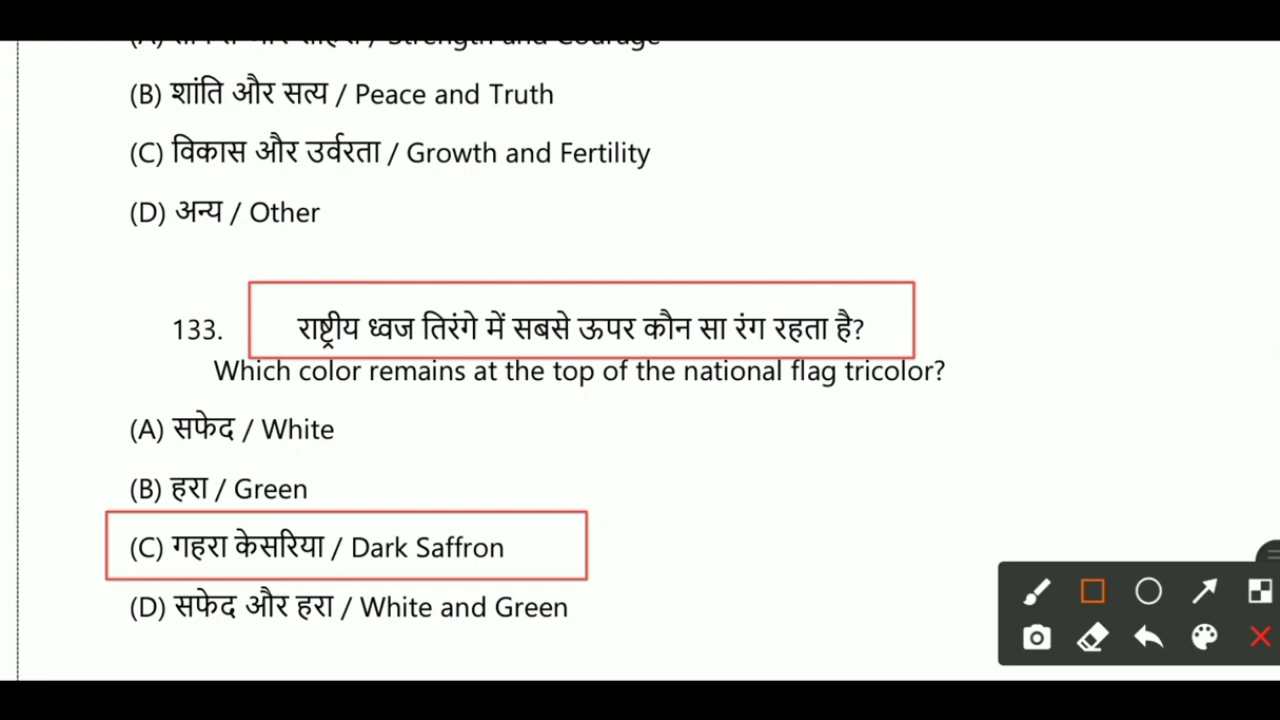 (B) शांति और सत्य / Peace and Truth
(C) विकास और उर्वरता / Growth and Fertility
(D) अन्य / Other
133. राष्ट्रीय ध्वज तिरंगे में सबसे ऊपर कौन सा रंग रहता है?
Which color remains at the top of the national flag tricolor?
(A) सफेद / White
(B) हरा / Green
(C) गहरा केसरिया / Dark Saffron
(D) सफेद और हरा / White and Green